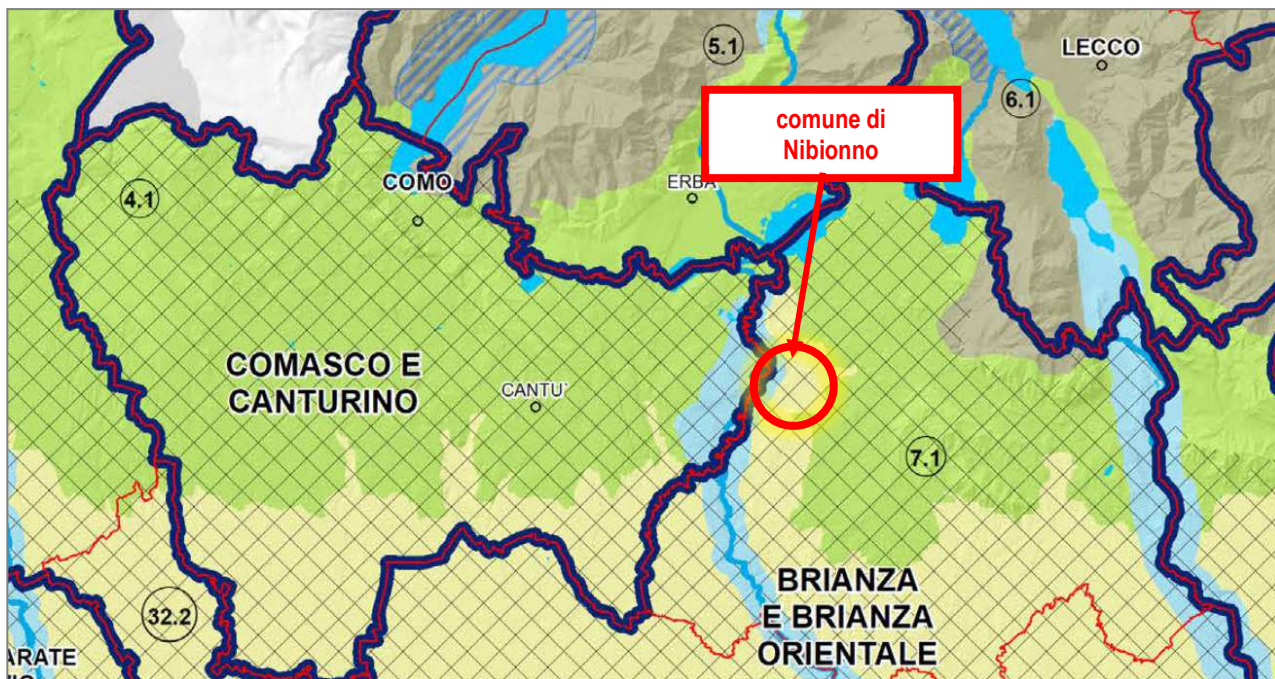 5.1
LECCO
6.1
comune di
Nibionno
4.1
COMO
ERBA
COMASCO E
CANTURINO
CANTU'
7.1
BRIANZA
E BRIANZA
ORIENTALE
32.2
ARATE